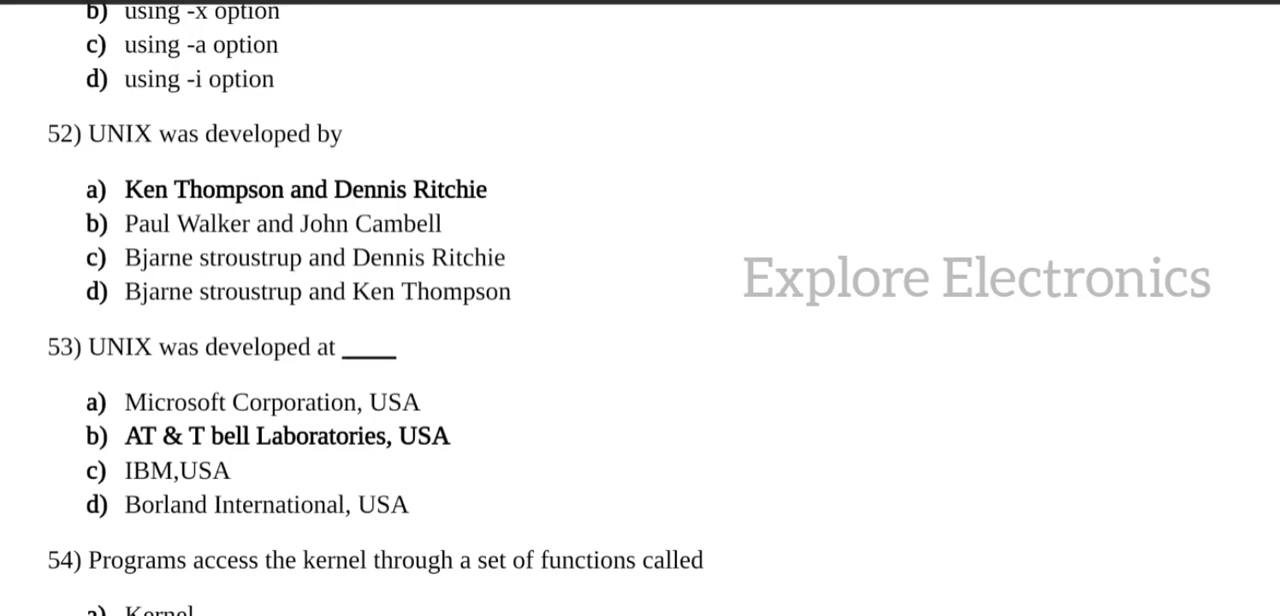 b) using -x option
c) using -a option
d) using -i option
52) UNIX was developed by
a) Ken Thompson and Dennis Ritchie
b) Paul Walker and John Cambell
c) Bjarne stroustrup and Dennis Ritchie
d) Bjarne stroustrup and Ken Thompson
Explore Electronics
53) UNIX was developed at ____
a) Microsoft Corporation, USA
b) AT & T bell Laboratories, USA
c) IBM,USA
d) Borland International, USA
54) Programs access the kernel through a set of functions called
a) Kernel